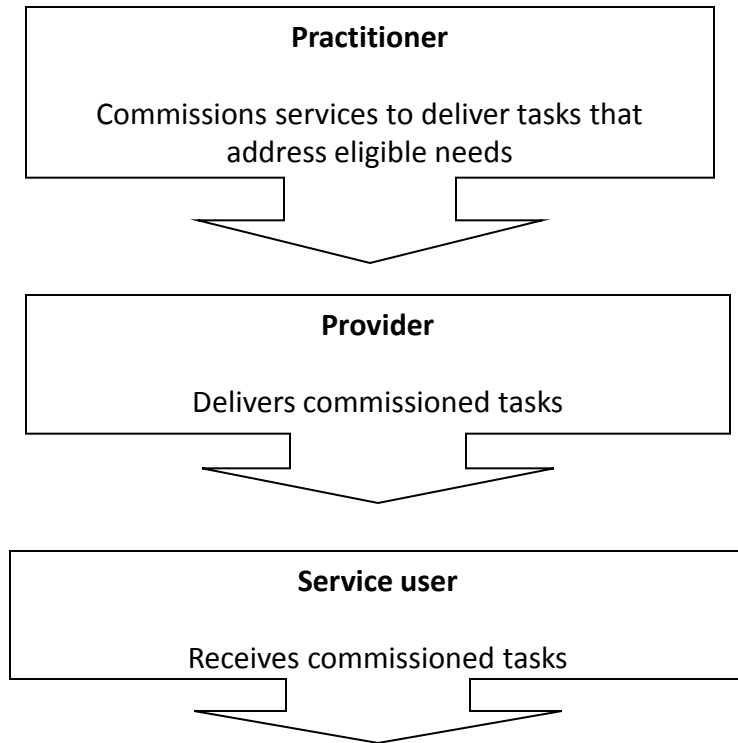 Practitioner
Commissions services to deliver tasks that
address eligible needs
Provider
Delivers commissioned tasks
Service user
Receives commissioned tasks